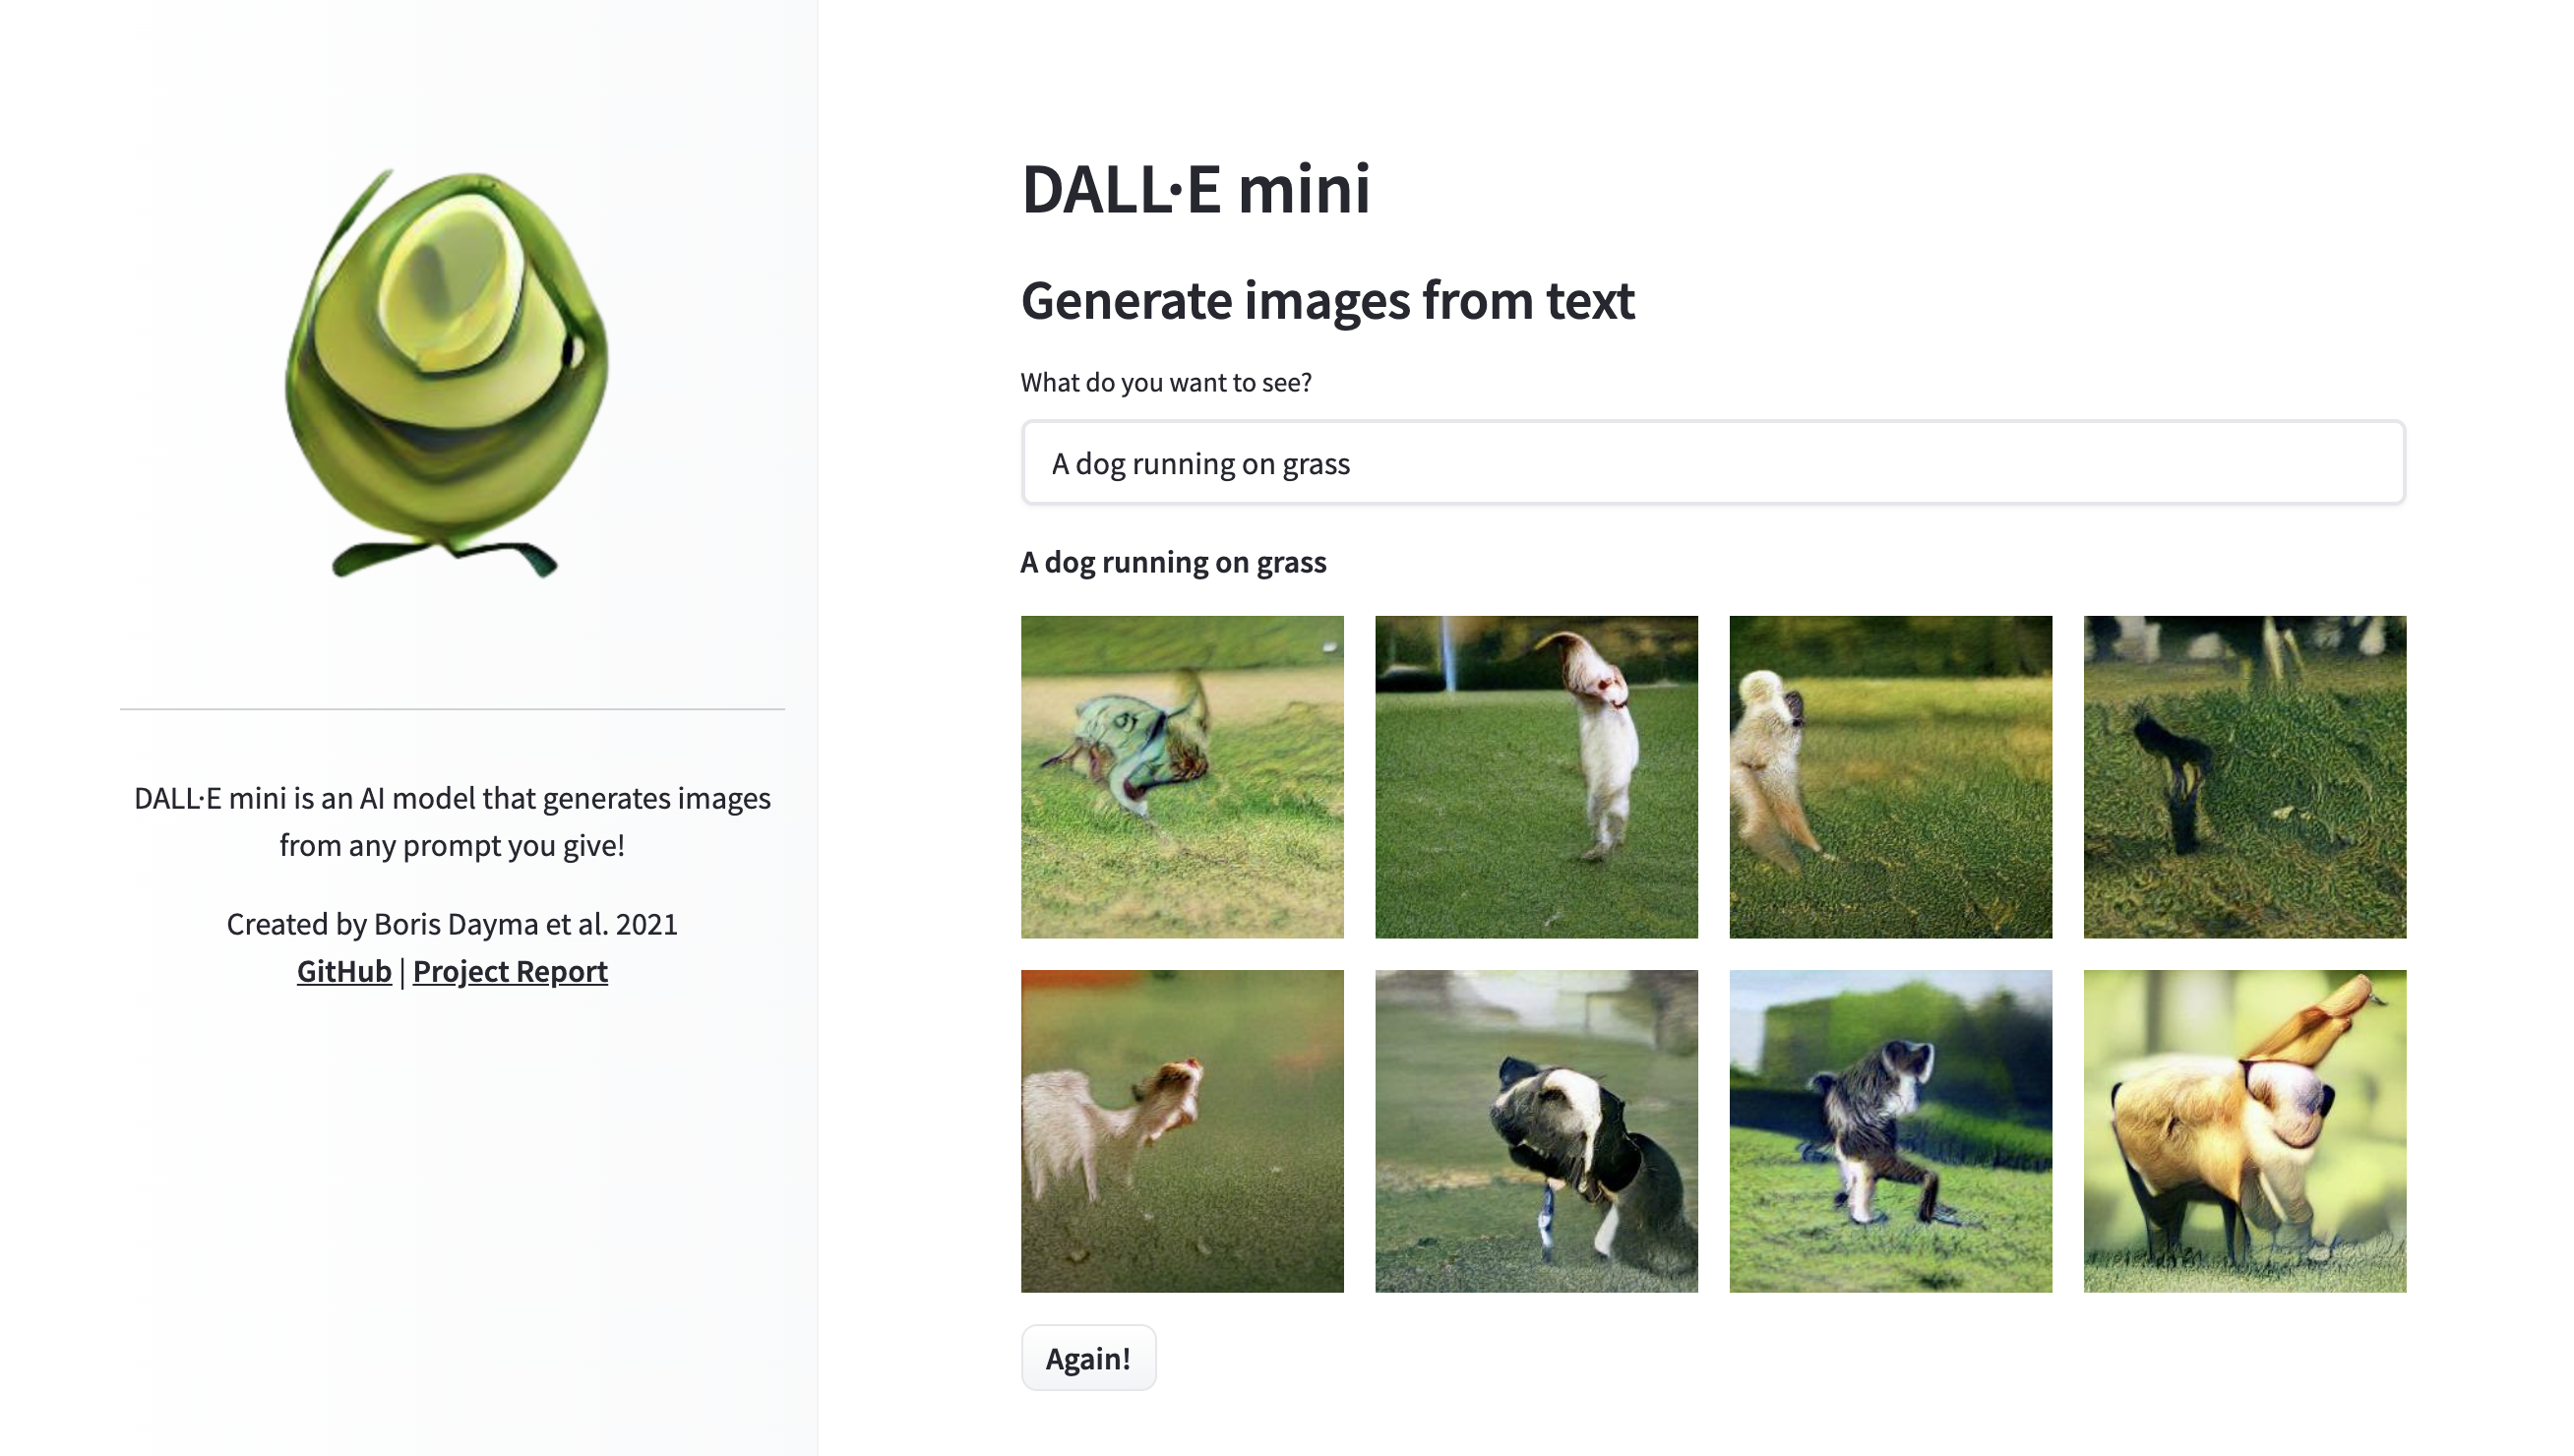 DALL·E mini is an AI model that generates images
from any prompt you give!
Created by Boris Dayma et al. 2021
GitHub | Project Report
DALL·E mini
Generate images from text
What do you want to see?
A dog running on grass
A dog running on grass
Again!